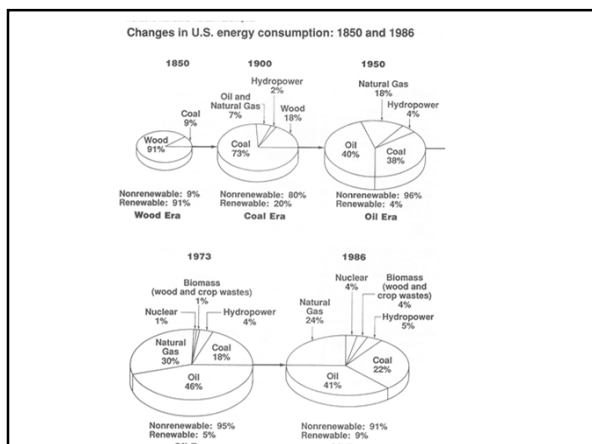 Changes in U.S. energy consumption: 1850 and 1986
1850
Coal
9%
Wood
91%
Nonrenewable: 9%
Renewable: 91%
Wood Era
1900
Hydropower
2%
Oil and
Natural Gas
7%
Wood
18%
Coal
73%
Nonrenewable: 80%
Renewable: 20%
Coal Era
1950
Natural Gas
18%
Hydropower
4%
Oil
40%
Coal
38%
Nonrenewable: 96%
Renewable: 4%
Oil Era
1973
Biomass
(wood and crop wastes)
1%
Nuclear
1%
Hydropower
4%
Natural
Gas
30%
Coal
18%
Oil
46%
Nonrenewable: 95%
Renewable: 5%
1986
Nuclear
4%
Biomass
(wood and
crop wastes)
4%
Natural
Gas
24%
Hydropower
5%
Coal
22%
Oil
41%
Nonrenewable: 91%
Renewable: 9%